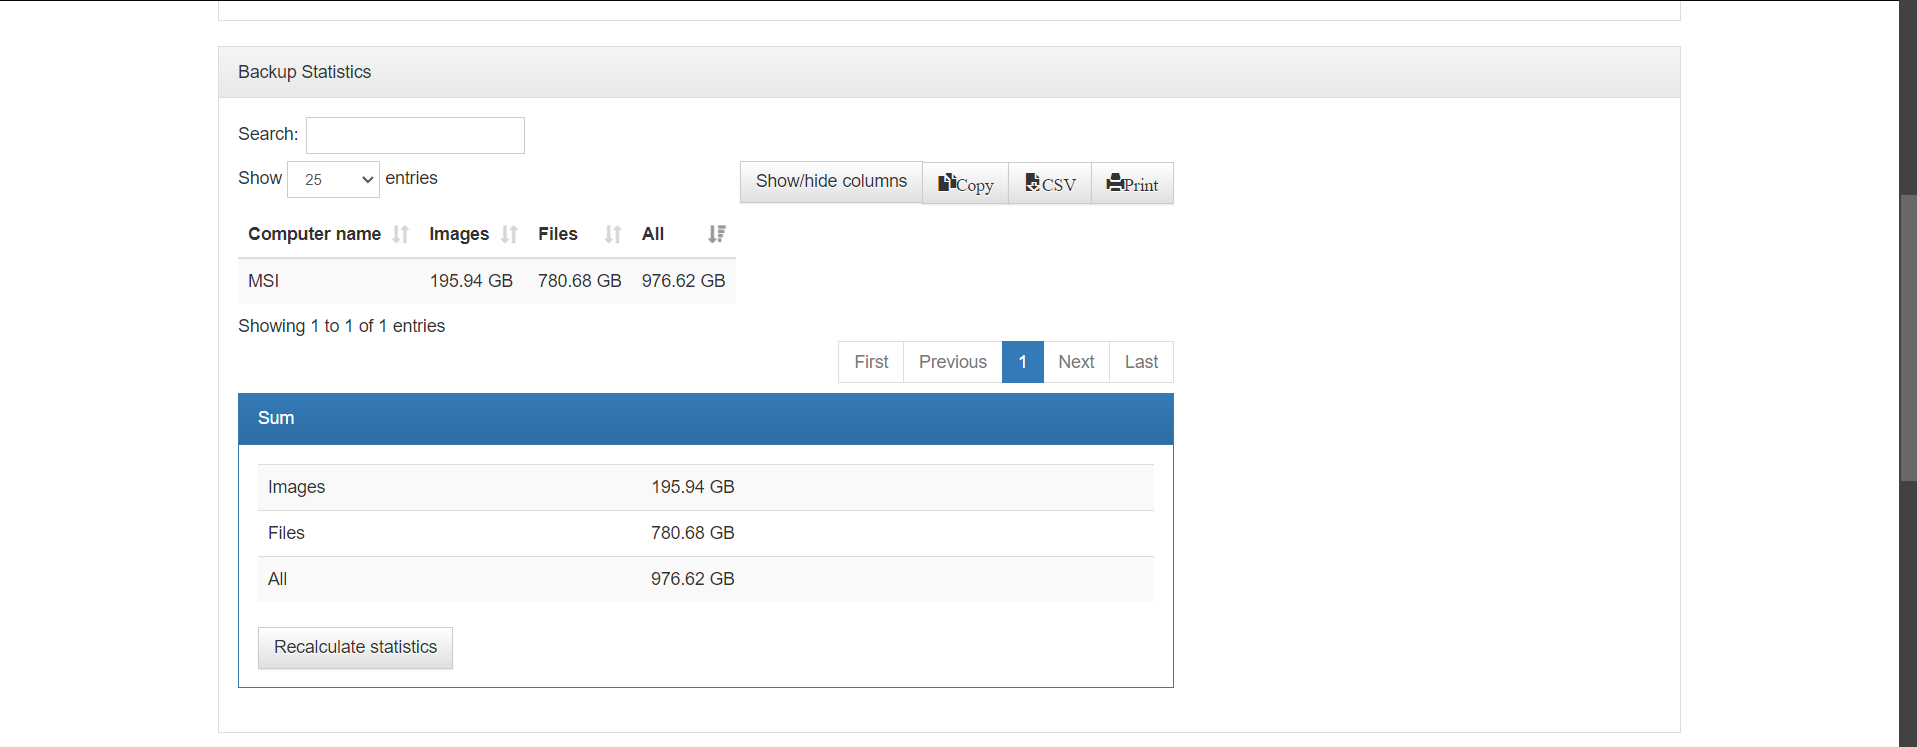 Backup Statistics
Search:
Show 25 entries
Show/hide columns Copy CSV Print
Computer name Images Files All
MSI 195.94 GB 780.68 GB 976.62 GB
Showing 1 to 1 of 1 entries
First Previous 1 Next Last
Sum
Images 195.94 GB
Files 780.68 GB
All 976.62 GB
Recalculate statistics